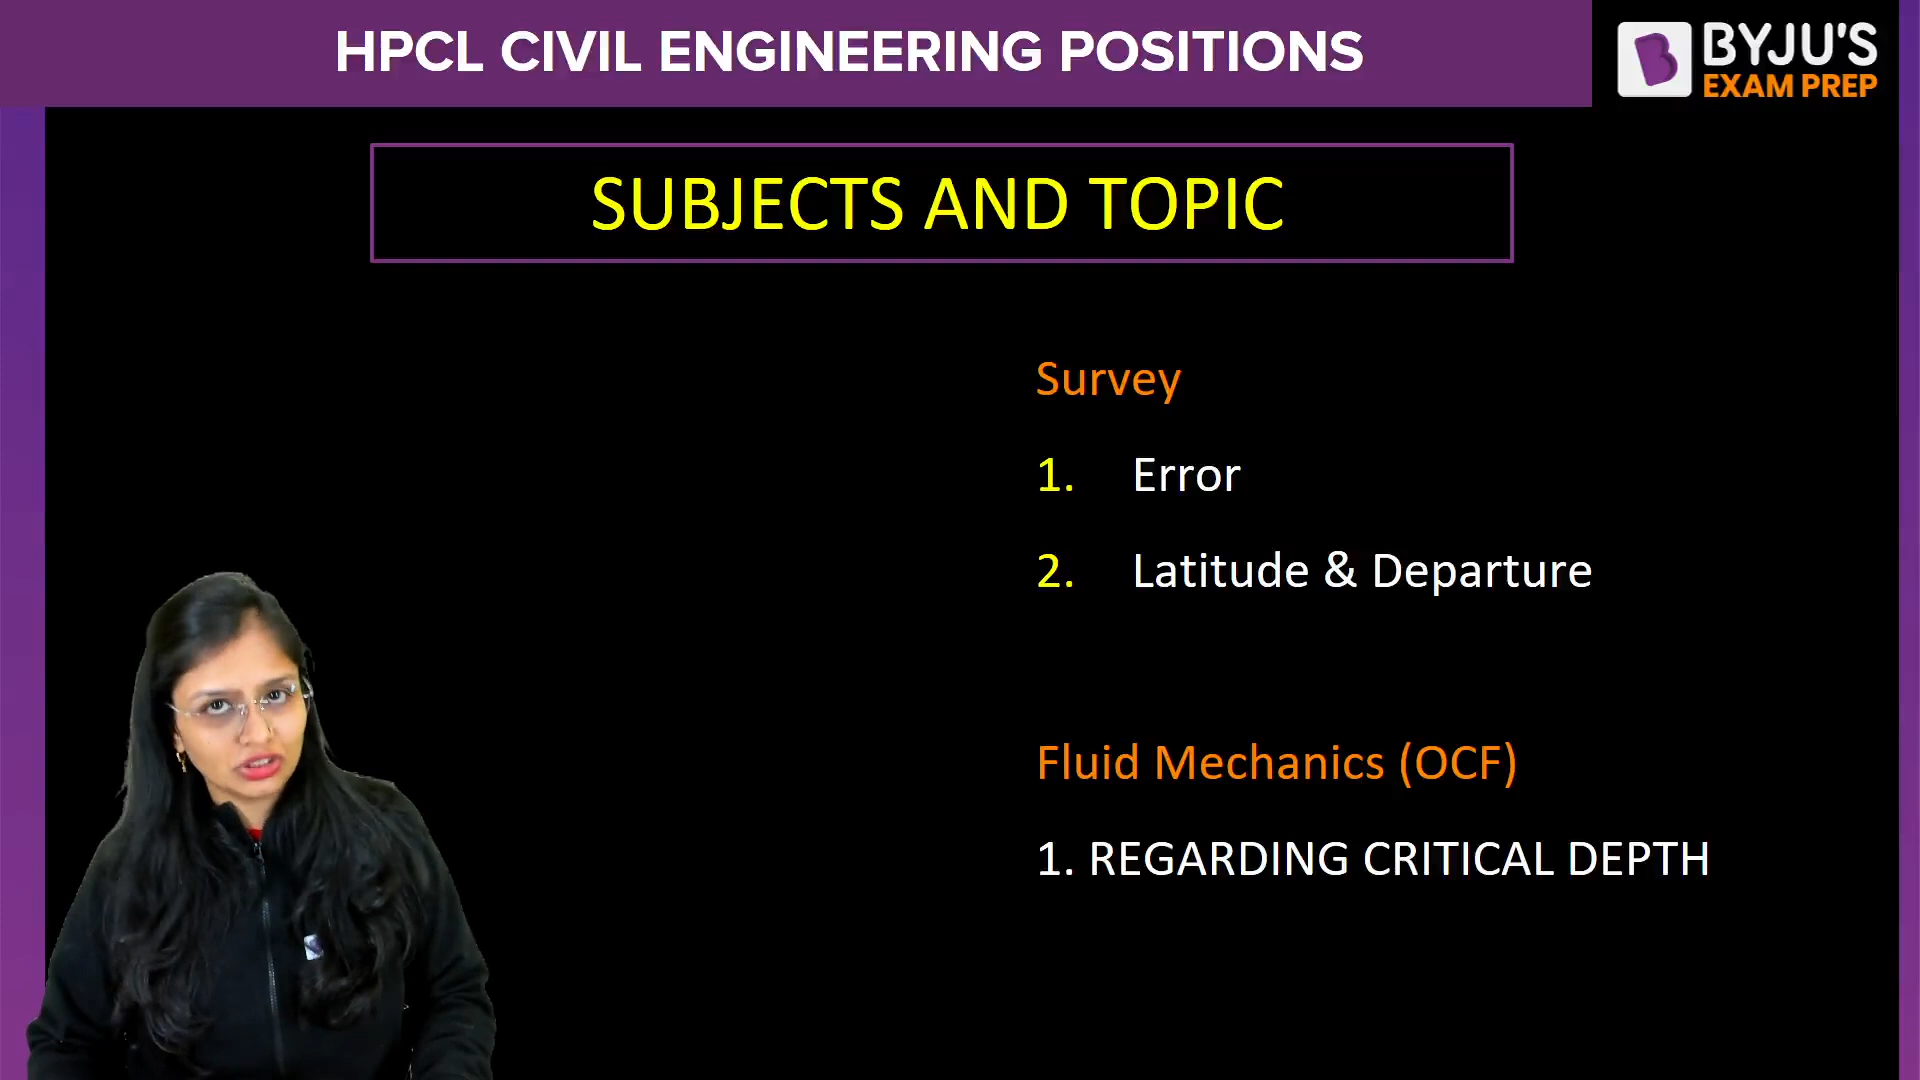 HPCL CIVIL ENGINEERING POSITIONS
BYJU'S
EXAM PREP
SUBJECTS AND TOPIC
Survey
1. Error
2. Latitude & Departure
Fluid Mechanics (OCF)
1. REGARDING CRITICAL DEPTH